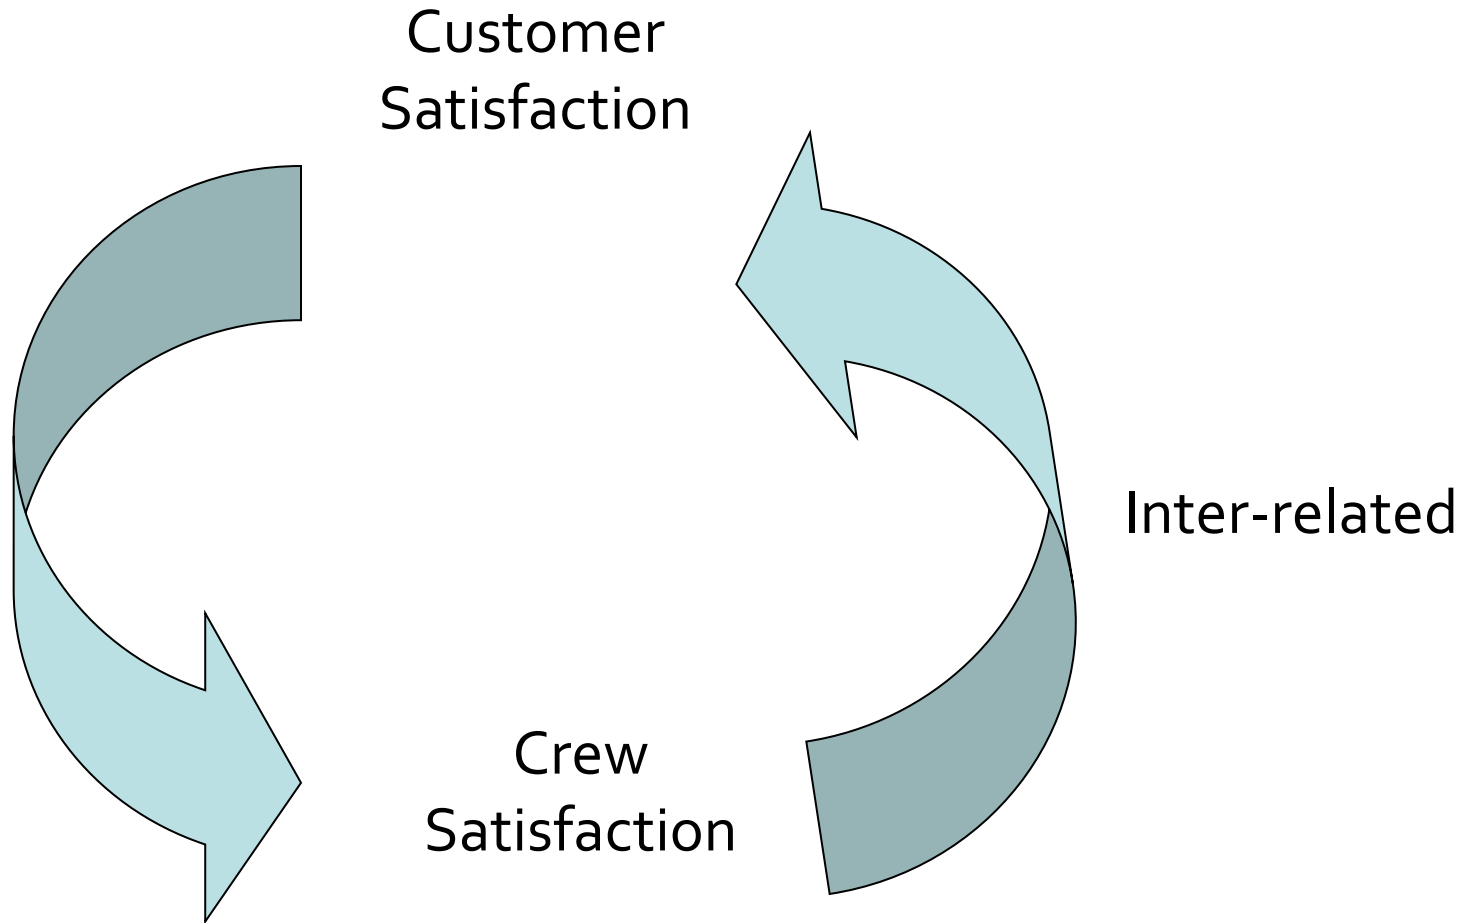 Customer
Satisfaction
Inter-related
Crew
Satisfaction